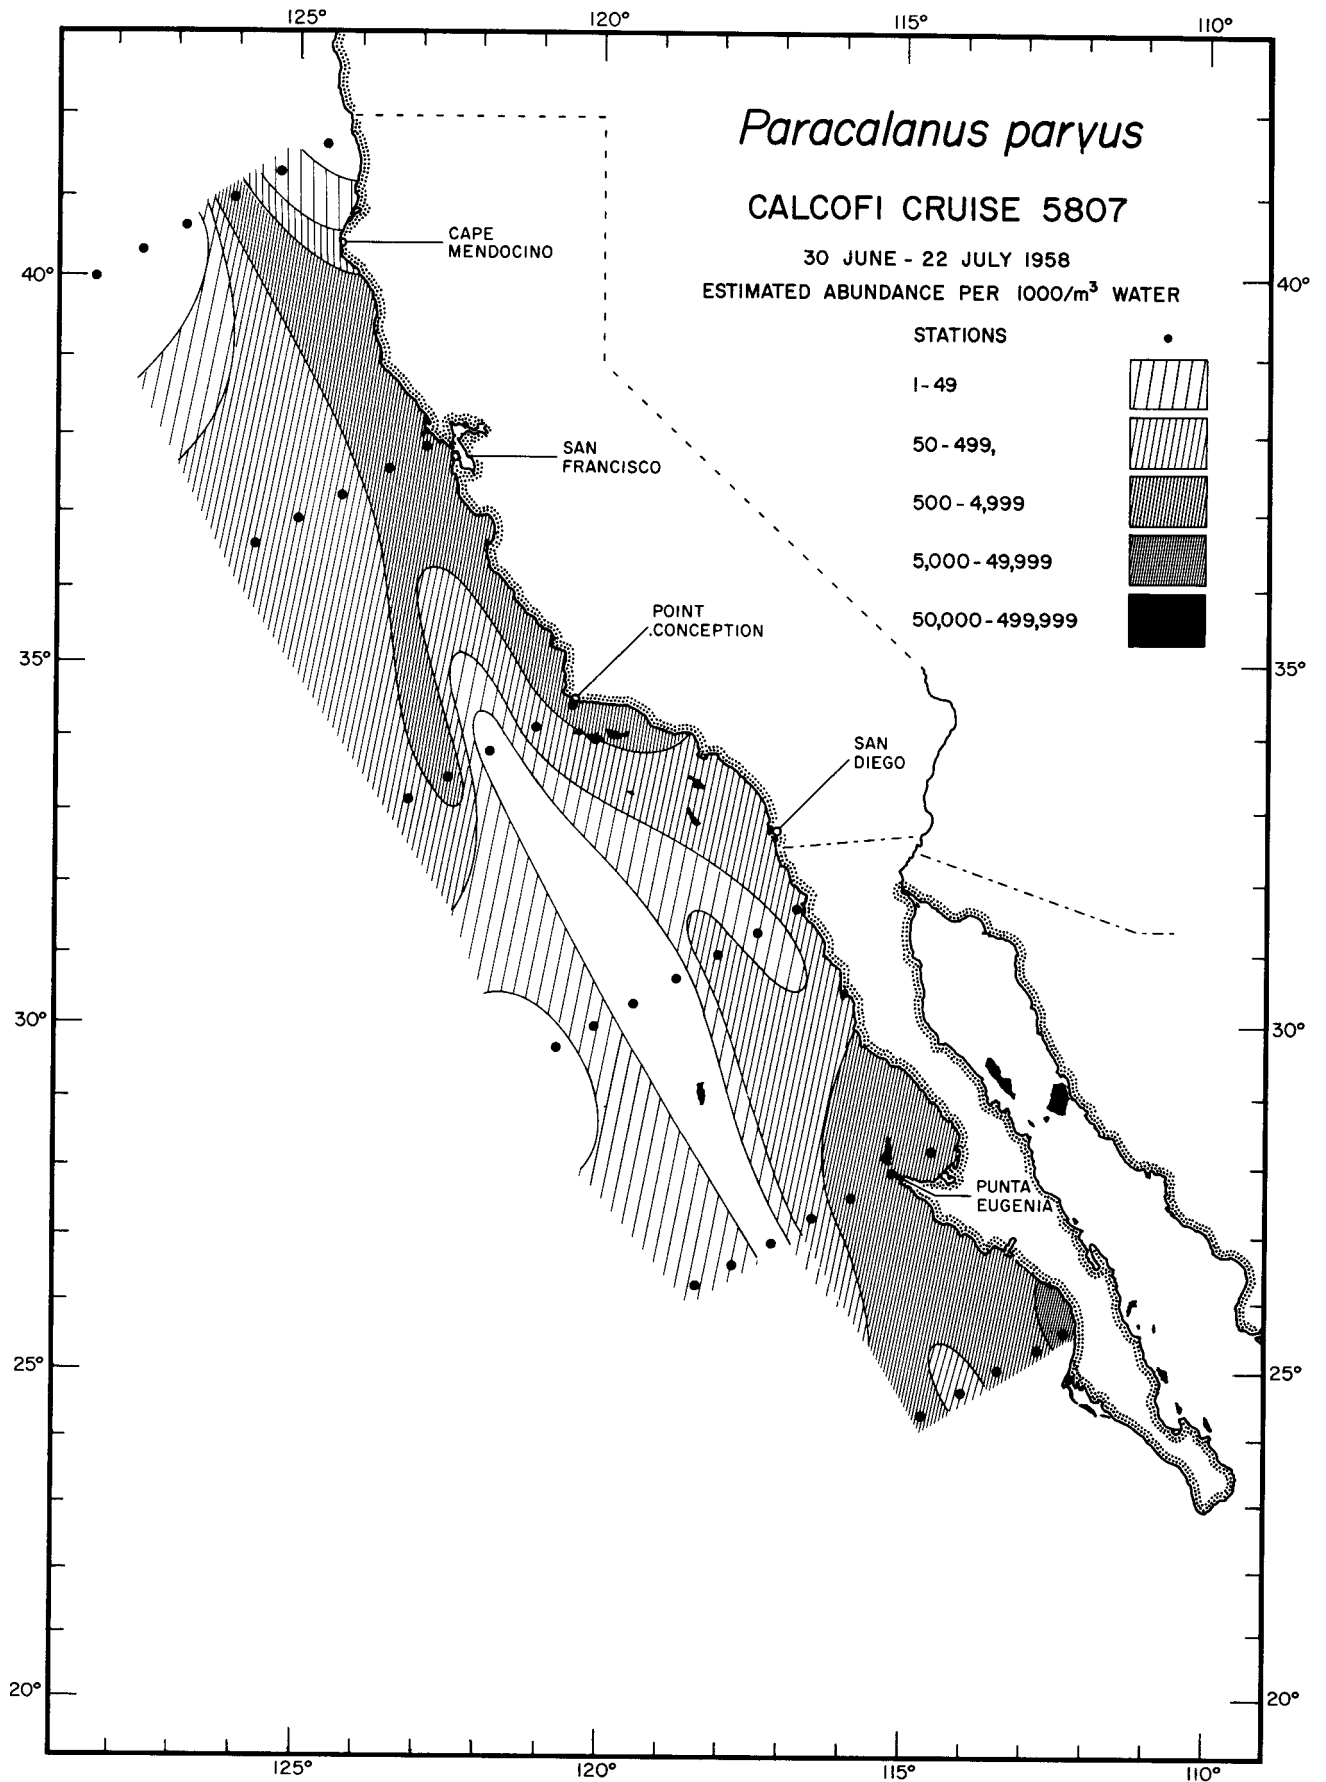 125° 120° 115° 110°
Paracalanus parvus
CALCOFI CRUISE 5807
30 JUNE - 22 JULY 1958
ESTIMATED ABUNDANCE PER 1000/m³ WATER
STATIONS
1-49
50-499,
500-4,999
5,000-49,999
50,000-499,999
CAPE
MENDOCINO
40° 40°
SAN
FRANCISCO
POINT
.CONCEPTION
35° 35°
SAN
DIEGO
30° 30°
PUNTA
EUGENIA
25° 25°
20° 20°
125° 120° 115° 110°